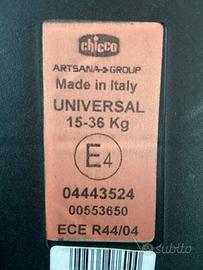 chicco
ARTSANA GROUP
Made in Italy
UNIVERSAL
15-36 Kg
E4
04443524
00553650
ECE R44/04
subito